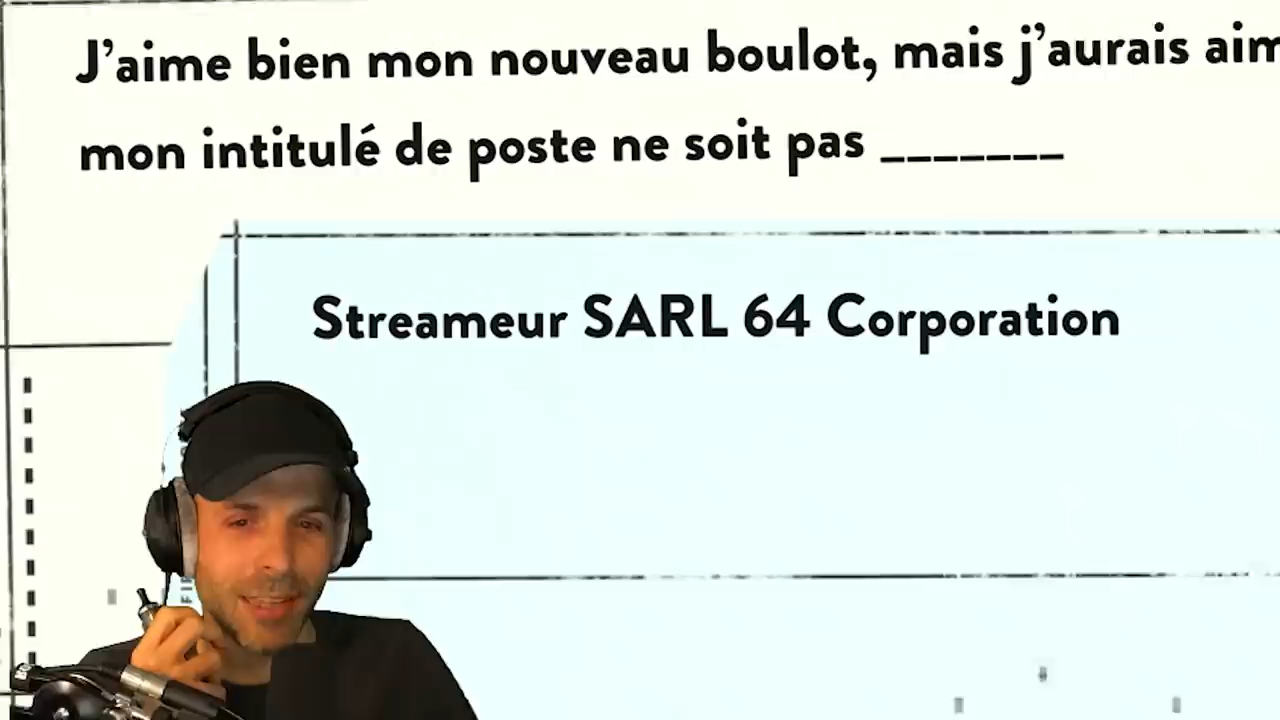 J'aime bien mon nouveau boulot, mais j'aurais aim
mon intitulé de poste ne soit pas _______
Streameur SARL 64 Corporation